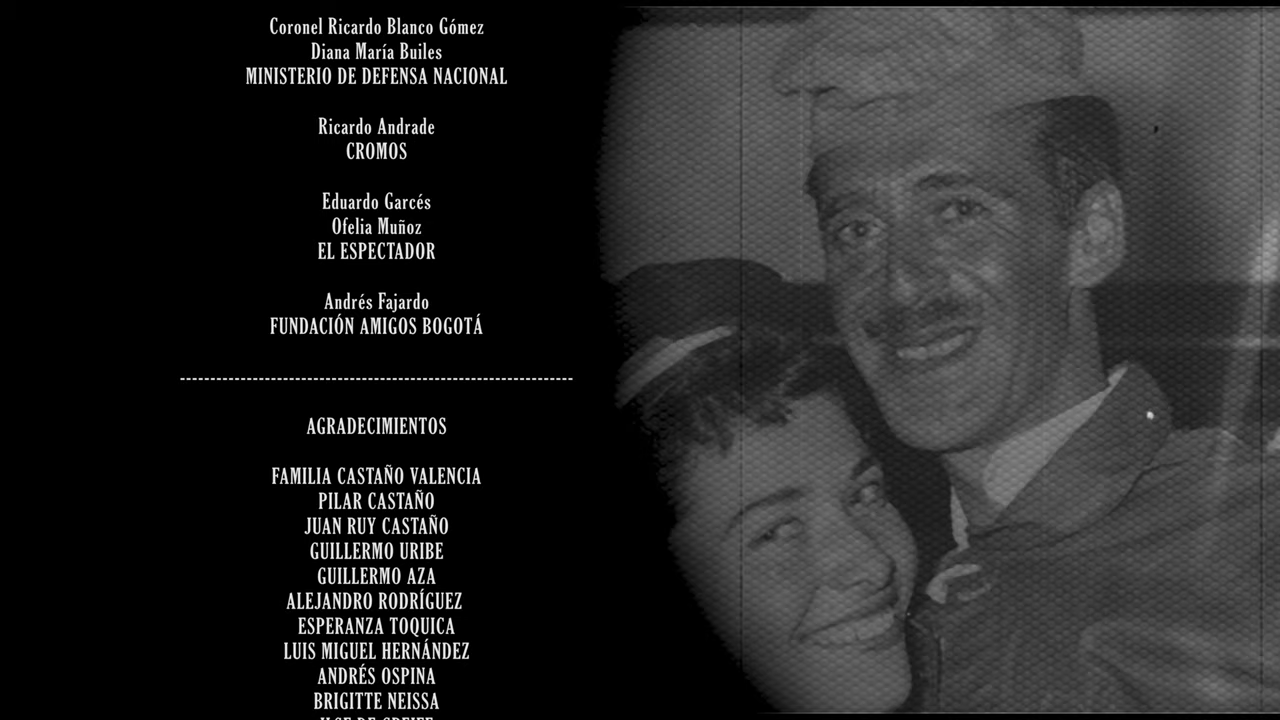 Coronel Ricardo Blanco Gómez
Diana María Builes
MINISTERIO DE DEFENSA NACIONAL
Ricardo Andrade
CROMOS
Eduardo Garcés
Ofelia Muñoz
EL ESPECTADOR
Andrés Fajardo
FUNDACIÓN AMIGOS BOGOTÁ
---------------------------------------------------------------
AGRADECIMIENTOS
FAMILIA CASTAÑO VALENCIA
PILAR CASTAÑO
JUAN RUY CASTAÑO
GUILLERMO URIBE
GUILLERMO AZA
ALEJANDRO RODRÍGUEZ
ESPERANZA TOQUICA
LUIS MIGUEL HERNÁNDEZ
ANDRÉS OSPINA
BRIGITTE NEISSA